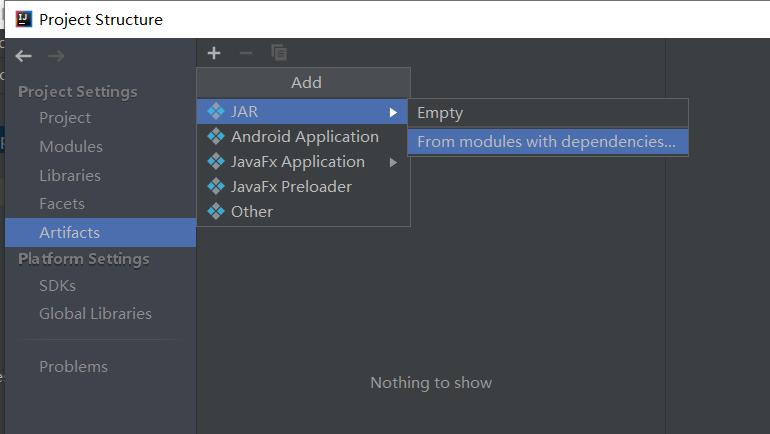 Project Structure
Project Settings
Project
Modules
Libraries
Facets
Artifacts
Platform Settings
SDKs
Global Libraries
Problems
Add
JAR
Android Application
JavaFx Application
JavaFx Preloader
Other
Empty
From modules with dependencies...
Nothing to show